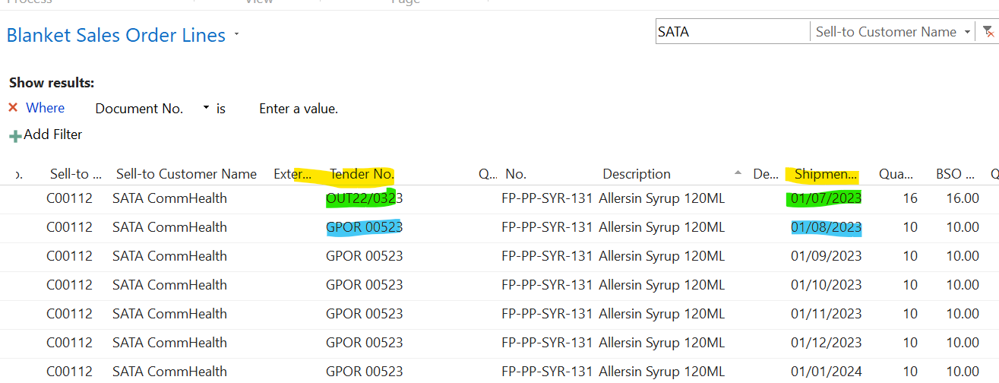 Process View Page
Blanket Sales Order Lines
SATA Sell-to Customer Name
Show results:
Where Document No. is Enter a value.
Add Filter
o. Sell-to ... Sell-to Customer Name Exter... Tender No. Q... No. Description De... Shipmen... Qua... BSO ... Q
C00112 SATA CommHealth OUT22/0323 FP-PP-SYR-131 Allersin Syrup 120ML 01/07/2023 16 16.00
C00112 SATA CommHealth GPOR 00523 FP-PP-SYR-131 Allersin Syrup 120ML 01/08/2023 10 10.00
C00112 SATA CommHealth GPOR 00523 FP-PP-SYR-131 Allersin Syrup 120ML 01/09/2023 10 10.00
C00112 SATA CommHealth GPOR 00523 FP-PP-SYR-131 Allersin Syrup 120ML 01/10/2023 10 10.00
C00112 SATA CommHealth GPOR 00523 FP-PP-SYR-131 Allersin Syrup 120ML 01/11/2023 10 10.00
C00112 SATA CommHealth GPOR 00523 FP-PP-SYR-131 Allersin Syrup 120ML 01/12/2023 10 10.00
C00112 SATA CommHealth GPOR 00523 FP-PP-SYR-131 Allersin Syrup 120ML 01/01/2024 10 10.00